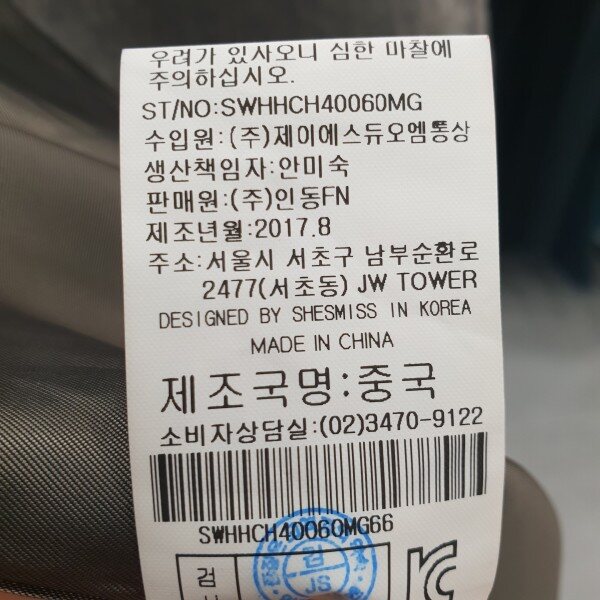 우려가 있사오니 심한 마찰에
주의하십시오.
ST/NO:SWHHCH40060MG
수입원:(주)제이에스듀오엠통상
생산책임자:안미숙
판매원:(주)인동FN
제조년월:2017.8
주소:서울시 서초구 남부순환로
2477(서초동) JW TOWER
DESIGNED BY SHESMISS IN KOREA
MADE IN CHINA
제조국명:중국
소비자상담실:(02)3470-9122
SWHHCH40060MG66
검
검
JS